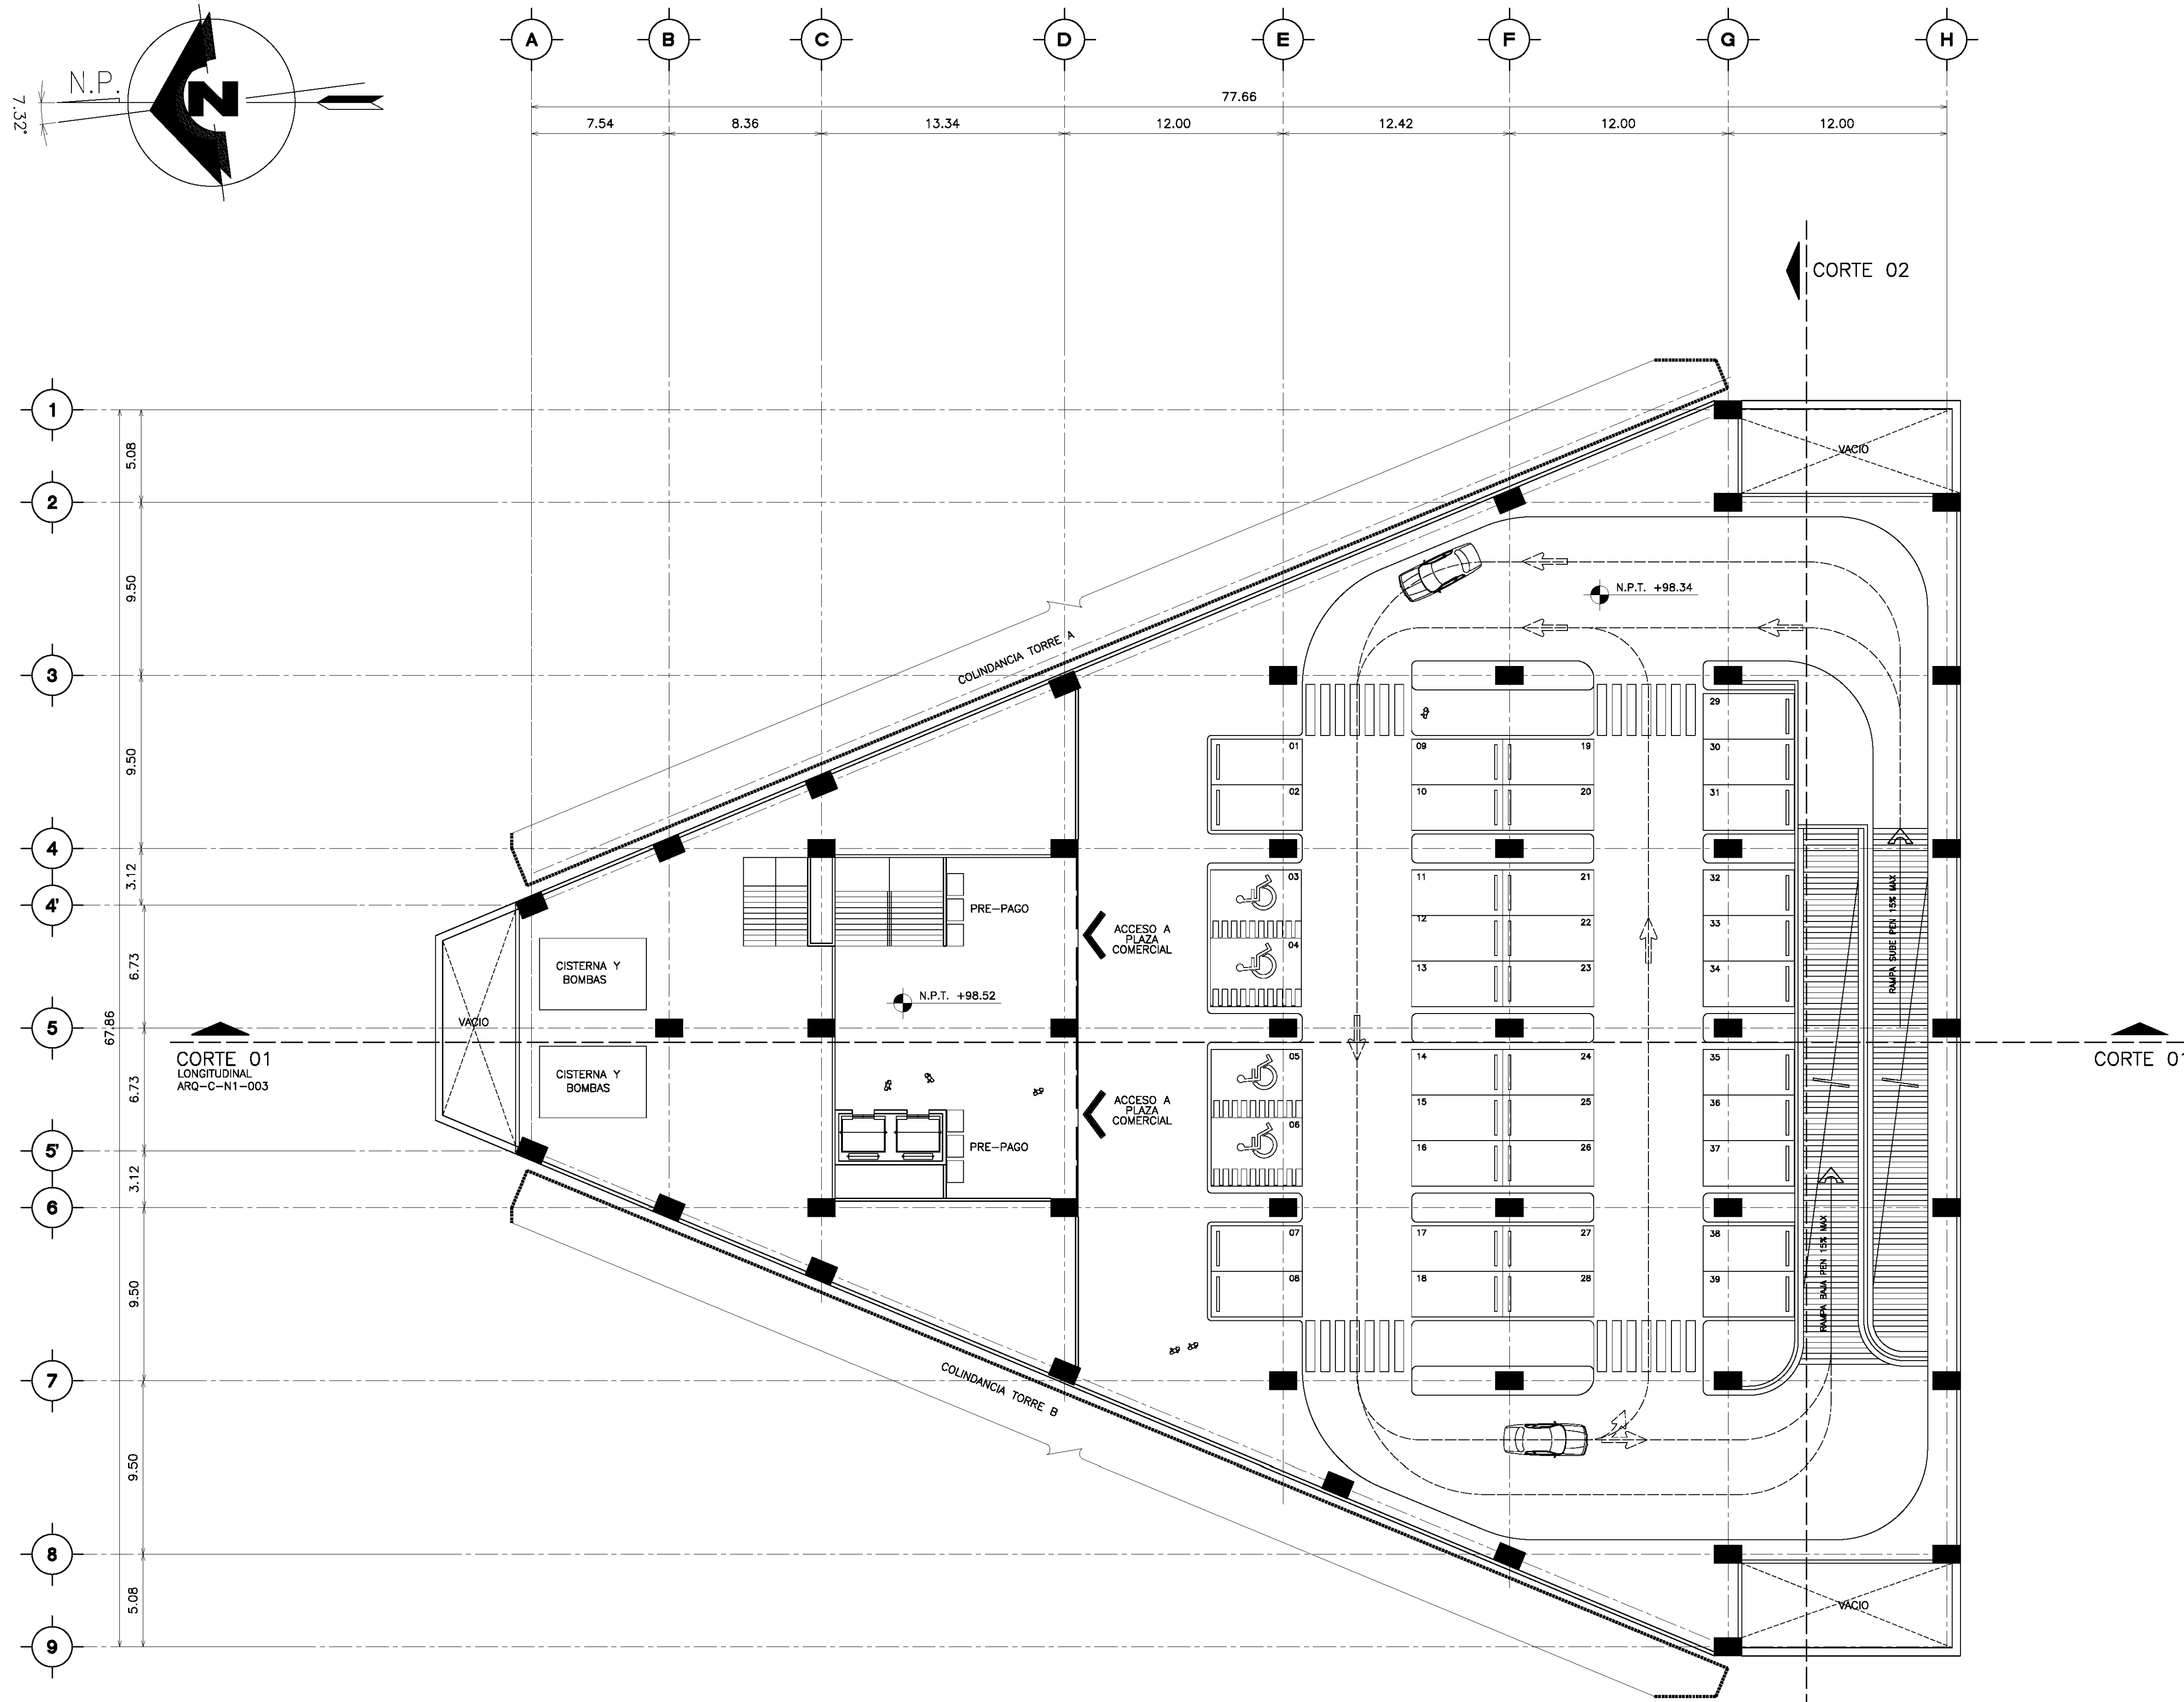 A B C D E F G H
N.P.
N
7.32°
77.66
7.54 8.36 13.34 12.00 12.42 12.00 12.00
CORTE 02
1
5.08
VACIO
2
9.50
N.P.T. +98.34
COLINDANCIA TORRE A
3
29
9.50
01 09 19 30
02 10 20 31
4
3.12
4'
03 11 21 32
PRE-PAGO
ACCESO A
PLAZA
COMERCIAL
RAMPA SUBE PEN 15% MAX
12 22 33
04
6.73
CISTERNA Y
BOMBAS
13 23 34
N.P.T. +98.52
VACIO
5
67.86
CORTE 01
LONGITUDINAL
ARQ-C-N1-003
CORTE 01
05 14 24 35
6.73
CISTERNA Y
BOMBAS
ACCESO A
PLAZA
COMERCIAL
15 25 36
06
PRE-PAGO
16 26 37
5'
3.12
6
07 17 27 38
RAMPA BAJA PEN 15% MAX
08 18 28 39
9.50
COLINDANCIA TORRE B
7
9.50
8
5.08
VACIO
9